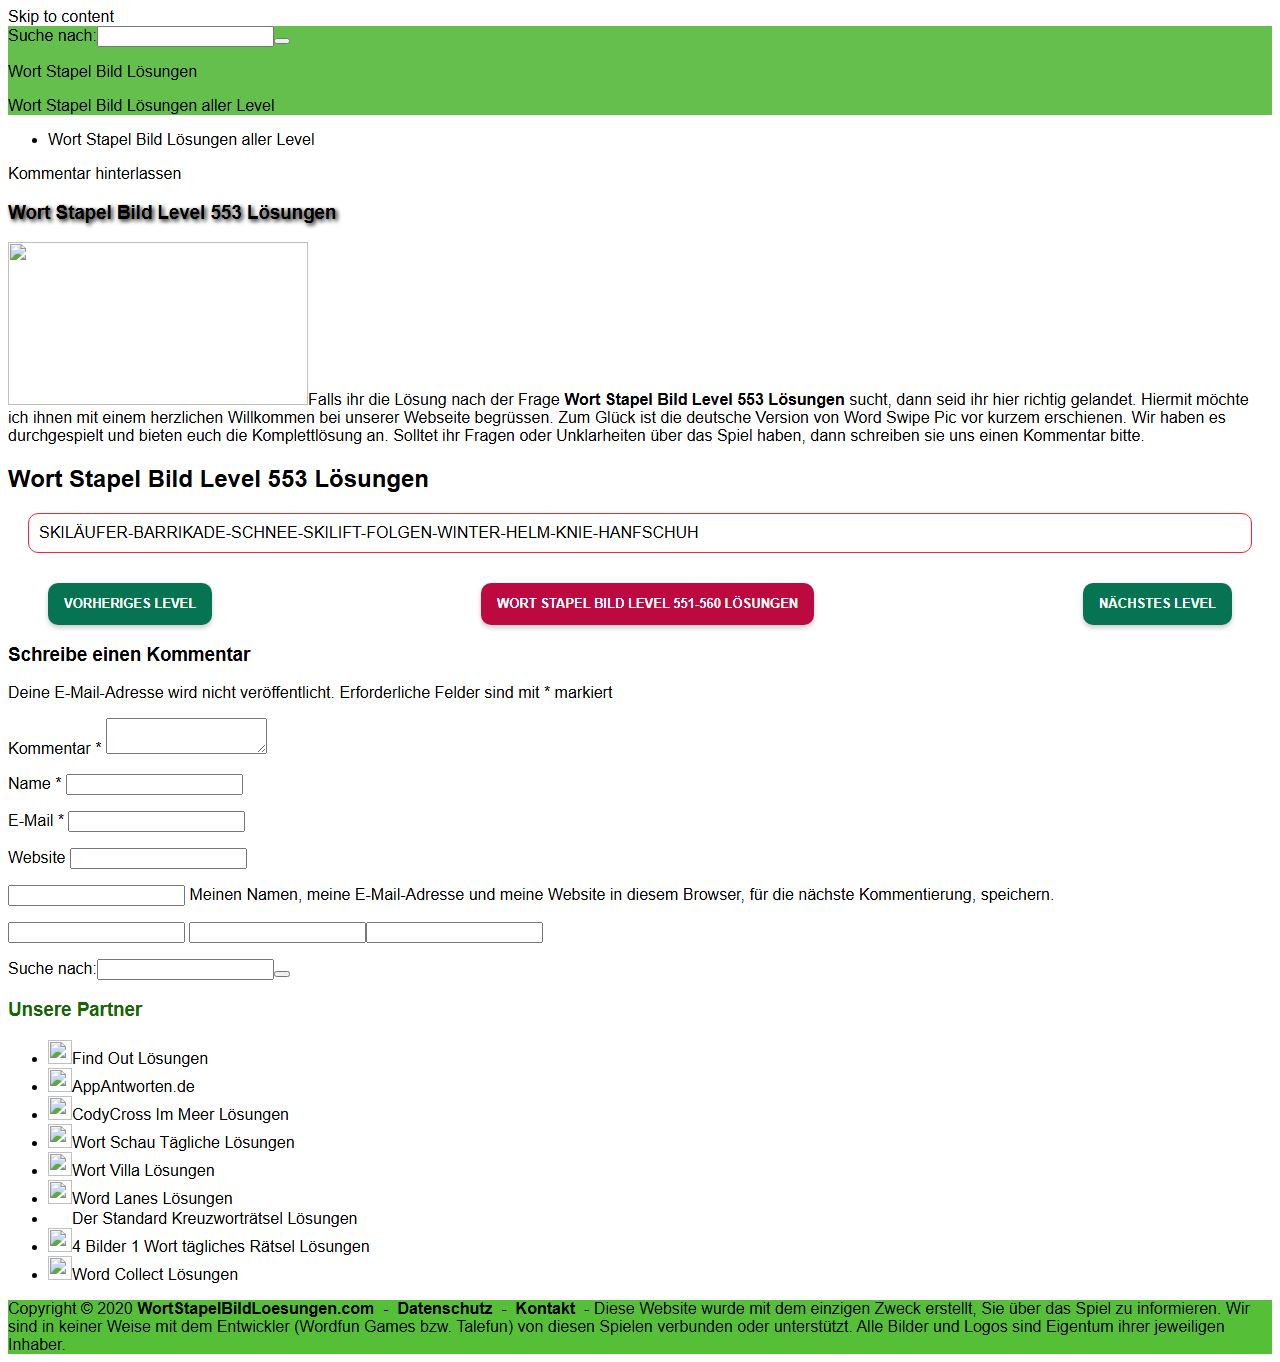 Skip to content
Suche nach:
Wort Stapel Bild Lösungen
Wort Stapel Bild Lösungen aller Level
Wort Stapel Bild Lösungen aller Level
Kommentar hinterlassen
Wort Stapel Bild Level 553 Lösungen
Falls ihr die Lösung nach der Frage Wort Stapel Bild Level 553 Lösungen sucht, dann seid ihr hier richtig gelandet. Hiermit möchte
ich ihnen mit einem herzlichen Willkommen bei unserer Webseite begrüssen. Zum Glück ist die deutsche Version von Word Swipe Pic vor kurzem erschienen. Wir haben es
durchgespielt und bieten euch die Komplettlösung an. Solltet ihr Fragen oder Unklarheiten über das Spiel haben, dann schreiben sie uns einen Kommentar bitte.
Wort Stapel Bild Level 553 Lösungen
SKILÄUFER-BARRIKADE-SCHNEE-SKILIFT-FOLGEN-WINTER-HELM-KNIE-HANFSCHUH
VORHERIGES LEVEL WORT STAPEL BILD LEVEL 551-560 LÖSUNGEN NÄCHSTES LEVEL
Schreibe einen Kommentar
Deine E-Mail-Adresse wird nicht veröffentlicht. Erforderliche Felder sind mit * markiert
Kommentar *
Name *
E-Mail *
Website
Meinen Namen, meine E-Mail-Adresse und meine Website in diesem Browser, für die nächste Kommentierung, speichern.
Suche nach:
Unsere Partner
Find Out Lösungen
AppAntworten.de
CodyCross Im Meer Lösungen
Wort Schau Tägliche Lösungen
Wort Villa Lösungen
Word Lanes Lösungen
Der Standard Kreuzworträtsel Lösungen
4 Bilder 1 Wort tägliches Rätsel Lösungen
Word Collect Lösungen
Copyright © 2020 WortStapelBildLoesungen.com - Datenschutz - Kontakt - Diese Website wurde mit dem einzigen Zweck erstellt, Sie über das Spiel zu informieren. Wir
sind in keiner Weise mit dem Entwickler (Wordfun Games bzw. Talefun) von diesen Spielen verbunden oder unterstützt. Alle Bilder und Logos sind Eigentum ihrer jeweiligen
Inhaber.